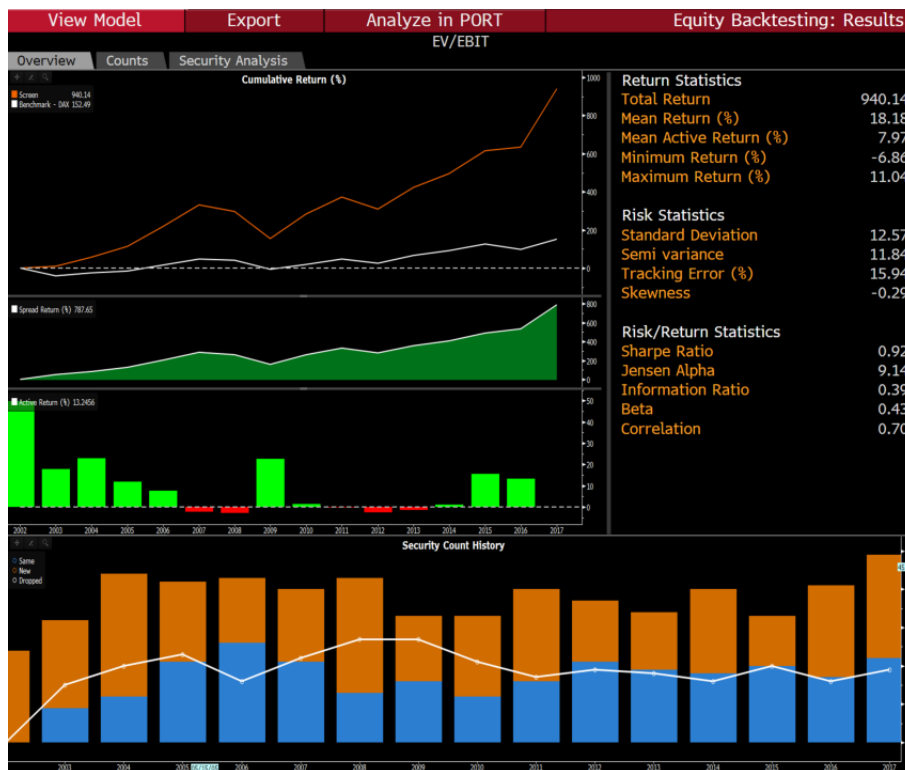 View Model Export Analyze in PORT Equity Backtesting: Results
EV/EBIT
Overview Counts Security Analysis
Cumulative Return (%)
Screen 940.14
Benchmark - DAX 152.49
1000
800
600
400
200
0
Spread Return (%) 787.65
800
600
400
200
0
Active Return (%) 13.2456
50
40
30
20
10
0
2002 2003 2004 2005 2006 2007 2008 2009 2010 2011 2012 2013 2014 2015 2016 2017
Return Statistics
Total Return 940.14
Mean Return (%) 18.18
Mean Active Return (%) 7.97
Minimum Return (%) -6.86
Maximum Return (%) 11.04
Risk Statistics
Standard Deviation 12.57
Semi variance 11.84
Tracking Error (%) 15.94
Skewness -0.29
Risk/Return Statistics
Sharpe Ratio 0.92
Jensen Alpha 9.14
Information Ratio 0.39
Beta 0.43
Correlation 0.70
Security Count History
Same
New
Dropped
45
2003 2004 2005 2006 2007 2008 2009 2010 2011 2012 2013 2014 2015 2016 2017